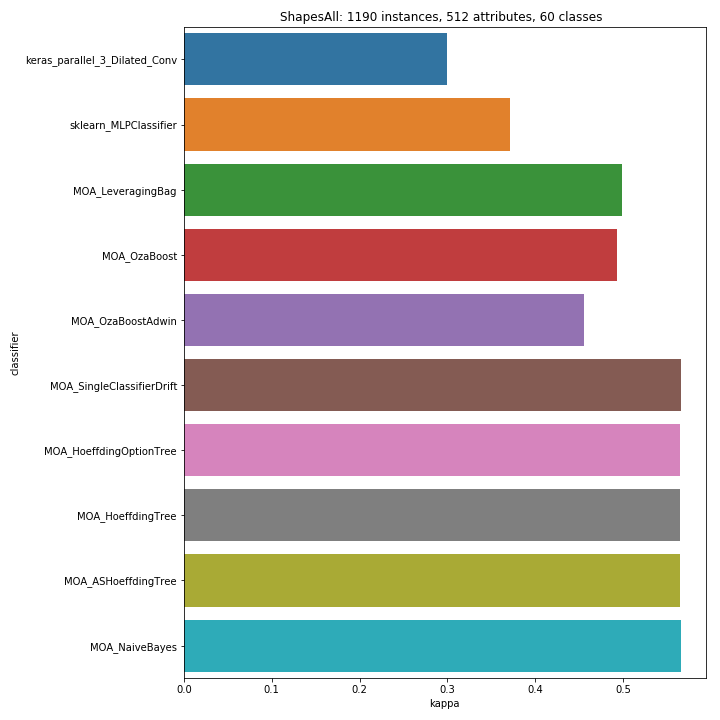 ShapesAll: 1190 instances, 512 attributes, 60 classes
keras_parallel_3_Dilated_Conv
sklearn_MLPClassifier
MOA_LeveragingBag
MOA_OzaBoost
MOA_OzaBoostAdwin
MOA_SingleClassifierDrift
MOA_HoeffdingOptionTree
MOA_HoeffdingTree
MOA_ASHoeffdingTree
MOA_NaiveBayes
classifier
0.0 0.1 0.2 0.3 0.4 0.5
kappa